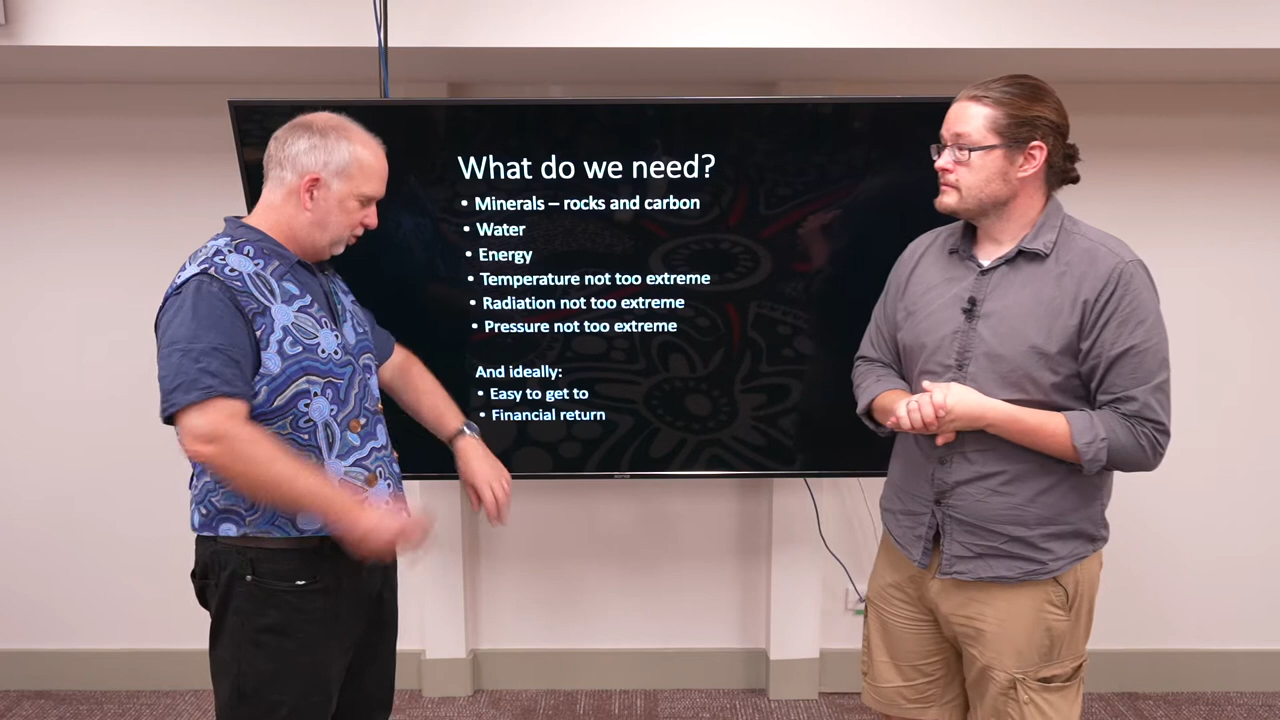 What do we need?
• Minerals – rocks and carbon
• Water
• Energy
• Temperature not too extreme
• Radiation not too extreme
• Pressure not too extreme
And ideally:
• Easy to get to
• Financial return